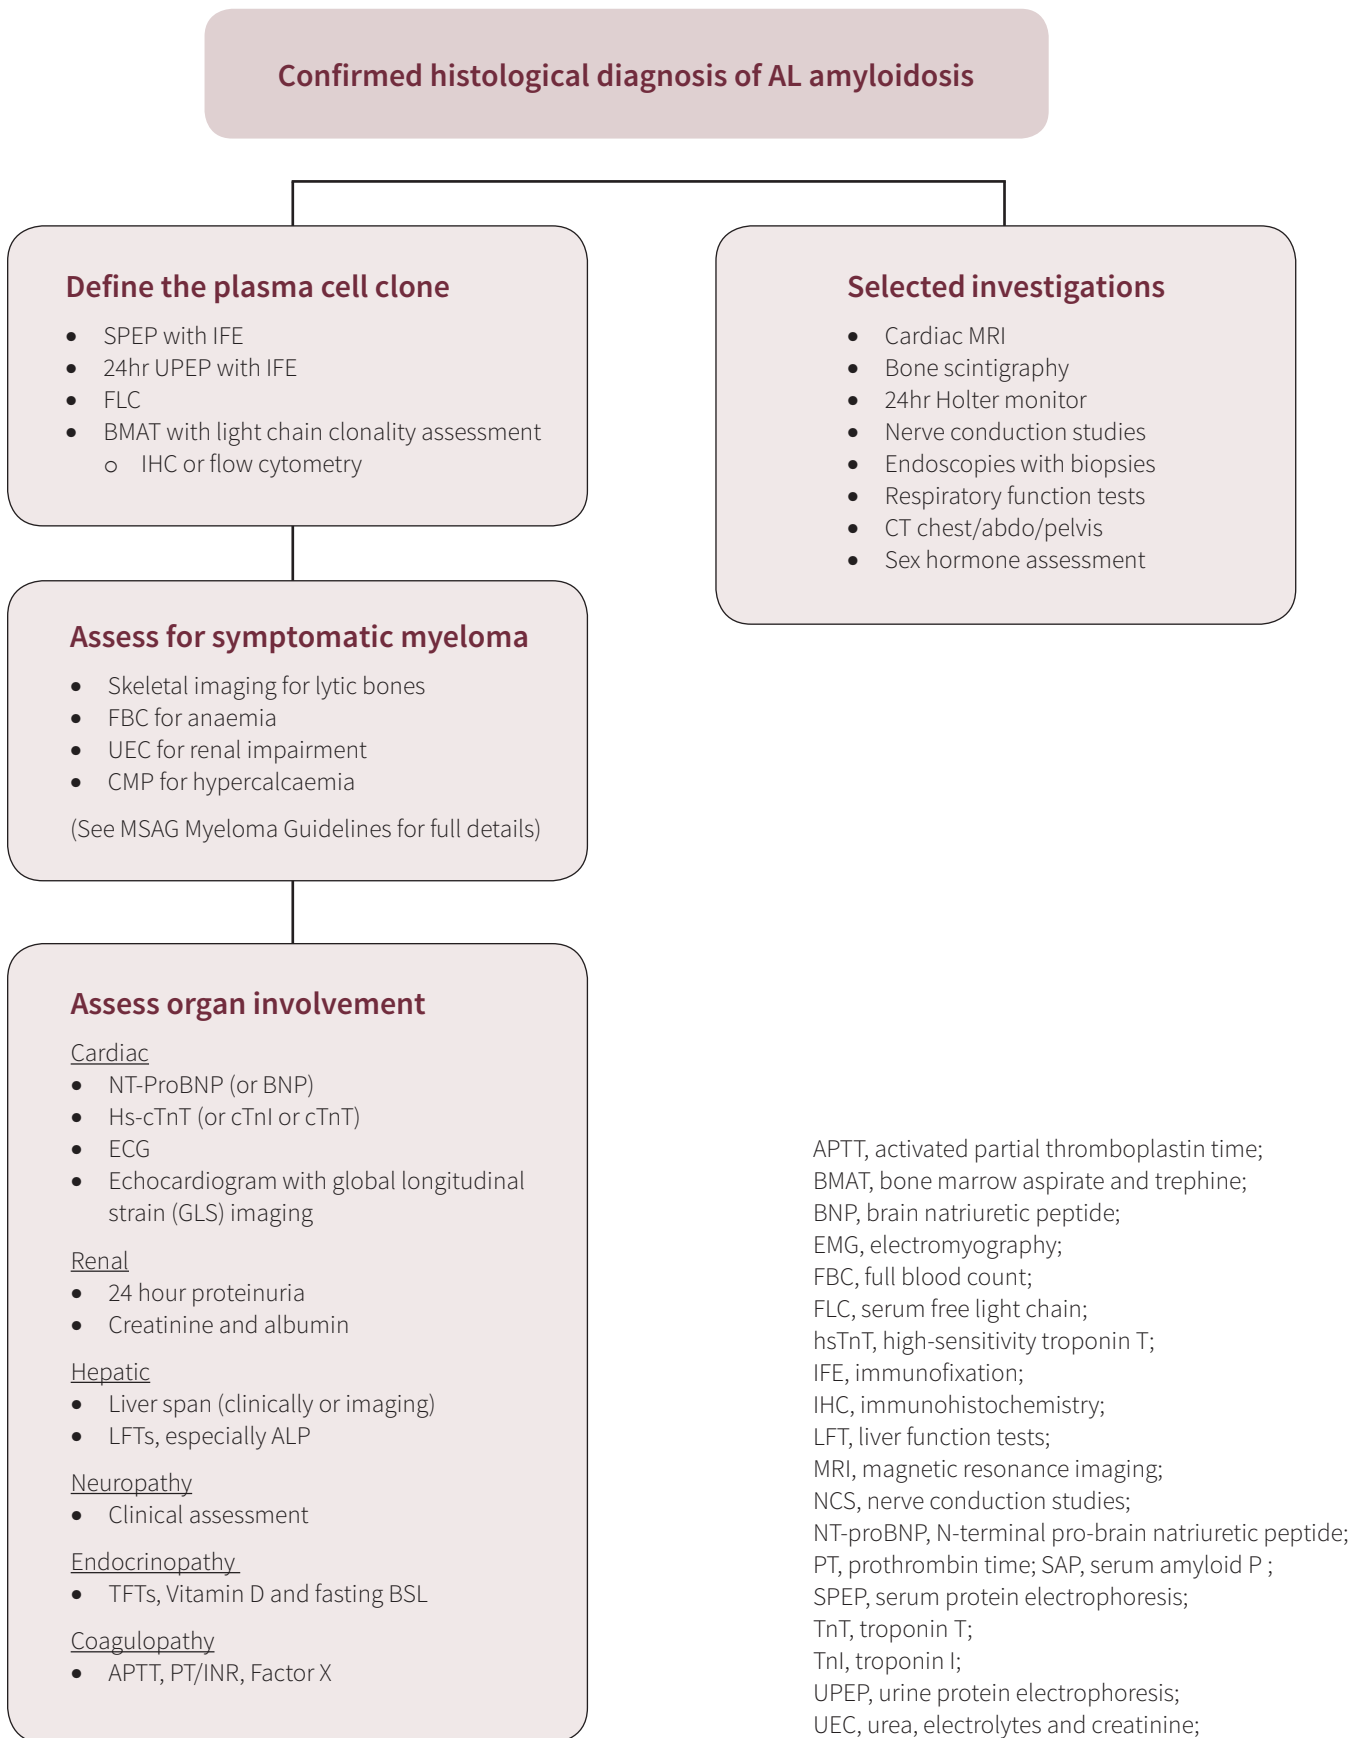 Confirmed histological diagnosis of AL amyloidosis
Define the plasma cell clone
• SPEP with IFE
• 24hr UPEP with IFE
• FLC
• BMAT with light chain clonality assessment
o IHC or flow cytometry
Selected investigations
• Cardiac MRI
• Bone scintigraphy
• 24hr Holter monitor
• Nerve conduction studies
• Endoscopies with biopsies
• Respiratory function tests
• CT chest/abdo/pelvis
• Sex hormone assessment
Assess for symptomatic myeloma
• Skeletal imaging for lytic bones
• FBC for anaemia
• UEC for renal impairment
• CMP for hypercalcaemia
(See MSAG Myeloma Guidelines for full details)
Assess organ involvement
Cardiac
• NT-ProBNP (or BNP)
• Hs-cTnT (or cTnI or cTnT)
• ECG
• Echocardiogram with global longitudinal
strain (GLS) imaging
Renal
• 24 hour proteinuria
• Creatinine and albumin
Hepatic
• Liver span (clinically or imaging)
• LFTs, especially ALP
Neuropathy
• Clinical assessment
Endocrinopathy
• TFTs, Vitamin D and fasting BSL
Coagulopathy
• APTT, PT/INR, Factor X
APTT, activated partial thromboplastin time;
BMAT, bone marrow aspirate and trephine;
BNP, brain natriuretic peptide;
EMG, electromyography;
FBC, full blood count;
FLC, serum free light chain;
hsTnT, high-sensitivity troponin T;
IFE, immunofixation;
IHC, immunohistochemistry;
LFT, liver function tests;
MRI, magnetic resonance imaging;
NCS, nerve conduction studies;
NT-proBNP, N-terminal pro-brain natriuretic peptide;
PT, prothrombin time; SAP, serum amyloid P ;
SPEP, serum protein electrophoresis;
TnT, troponin T;
TnI, troponin I;
UPEP, urine protein electrophoresis;
UEC, urea, electrolytes and creatinine;